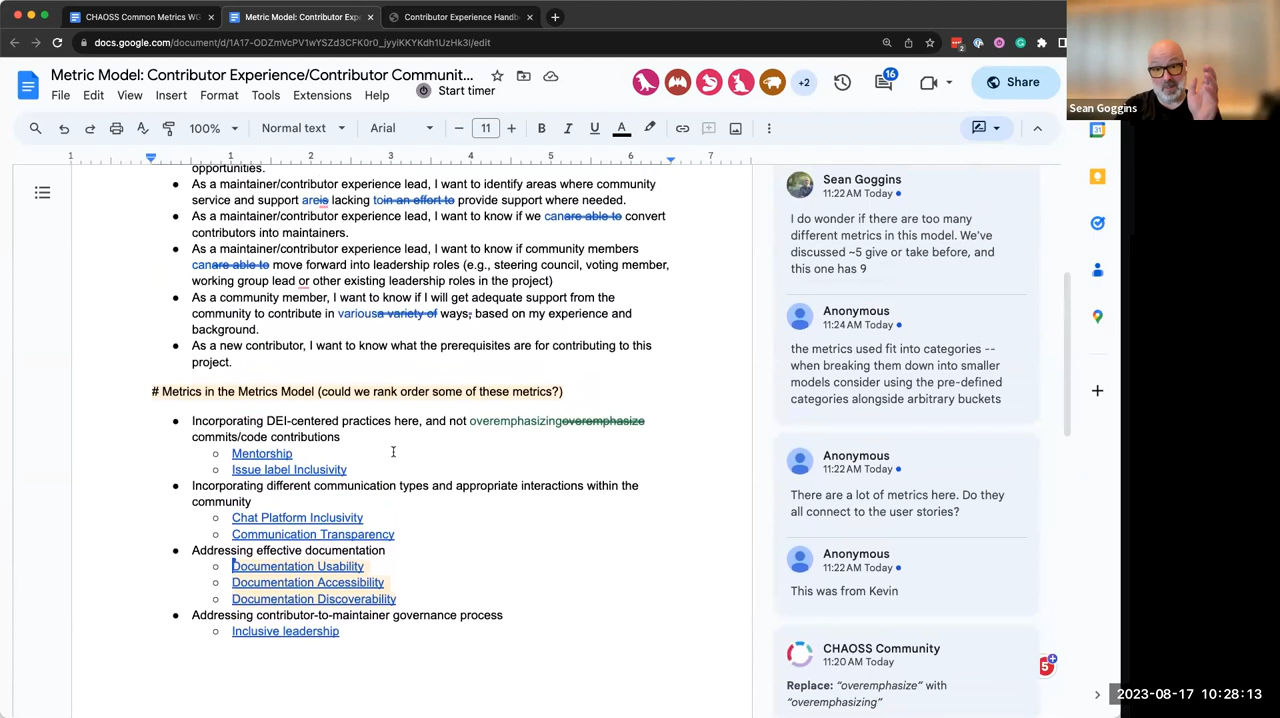 CHAOSS Common Metrics WG
Metric Model: Contributor Exp
Contributor Experience Handb
docs.google.com/document/d/1A17-ODZmVcPV1wYSZd3CFK0r0_jyyiKKYKdh1UzHk3I/edit
Metric Model: Contributor Experience/Contributor Communit...
File Edit View Insert Format Tools Extensions Help
Start timer
+2
16
Share
Sean Goggins
100%
Normal text
Arial
11
B I U A
31
1 1 2 3 4 5 6 7
opportunities.
As a maintainer/contributor experience lead, I want to identify areas where community
service and support areis lacking toin an effort to provide support where needed.
As a maintainer/contributor experience lead, I want to know if we canare able to convert
contributors into maintainers.
As a maintainer/contributor experience lead, I want to know if community members
canare able to move forward into leadership roles (e.g., steering council, voting member,
working group lead or other existing leadership roles in the project)
As a community member, I want to know if I will get adequate support from the
community to contribute in variousa variety of ways, based on my experience and
background.
As a new contributor, I want to know what the prerequisites are for contributing to this
project.
# Metrics in the Metrics Model (could we rank order some of these metrics?)
Incorporating DEI-centered practices here, and not overemphasizingoveremphasize
commits/code contributions
Mentorship
Issue label Inclusivity
Incorporating different communication types and appropriate interactions within the
community
Chat Platform Inclusivity
Communication Transparency
Addressing effective documentation
Documentation Usability
Documentation Accessibility
Documentation Discoverability
Addressing contributor-to-maintainer governance process
Inclusive leadership
Sean Goggins
11:22 AM Today
I do wonder if there are too many
different metrics in this model. We've
discussed ~5 give or take before, and
this one has 9
Anonymous
11:24 AM Today
the metrics used fit into categories --
when breaking them down into smaller
models consider using the pre-defined
categories alongside arbitrary buckets
Anonymous
11:22 AM Today
There are a lot of metrics here. Do they
all connect to the user stories?
Anonymous
11:22 AM Today
This was from Kevin
CHAOSS Community
11:20 AM Today
Replace: “overemphasize” with
“overemphasizing”
5
2023-08-17 10:28:13